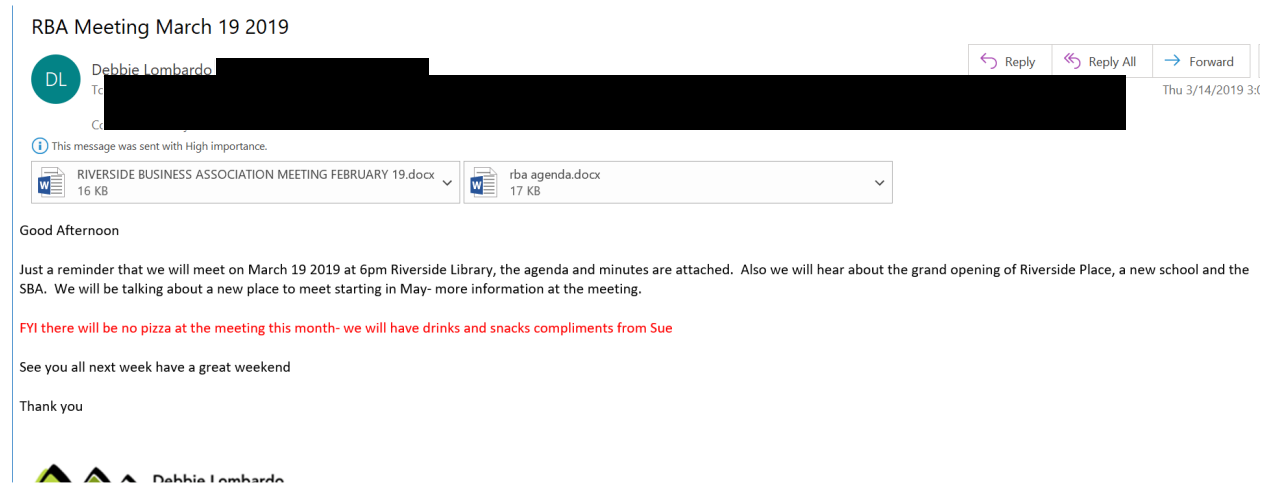 RBA Meeting March 19 2019
Reply
Reply All
Forward
DL
Debbie Lombardo
Thu 3/14/2019
This message was sent with High importance.
RIVERSIDE BUSINESS ASSOCIATION MEETING FEBRUARY 19.docx
16 KB
rba agenda.docx
17 KB
Good Afternoon
Just a reminder that we will meet on March 19 2019 at 6pm Riverside Library, the agenda and minutes are attached.  Also we will hear about the grand opening of Riverside Place, a new school and the
SBA.  We will be talking about a new place to meet starting in May- more information at the meeting.
FYI there will be no pizza at the meeting this month- we will have drinks and snacks compliments from Sue
See you all next week have a great weekend
Thank you
Debbie Lombardo